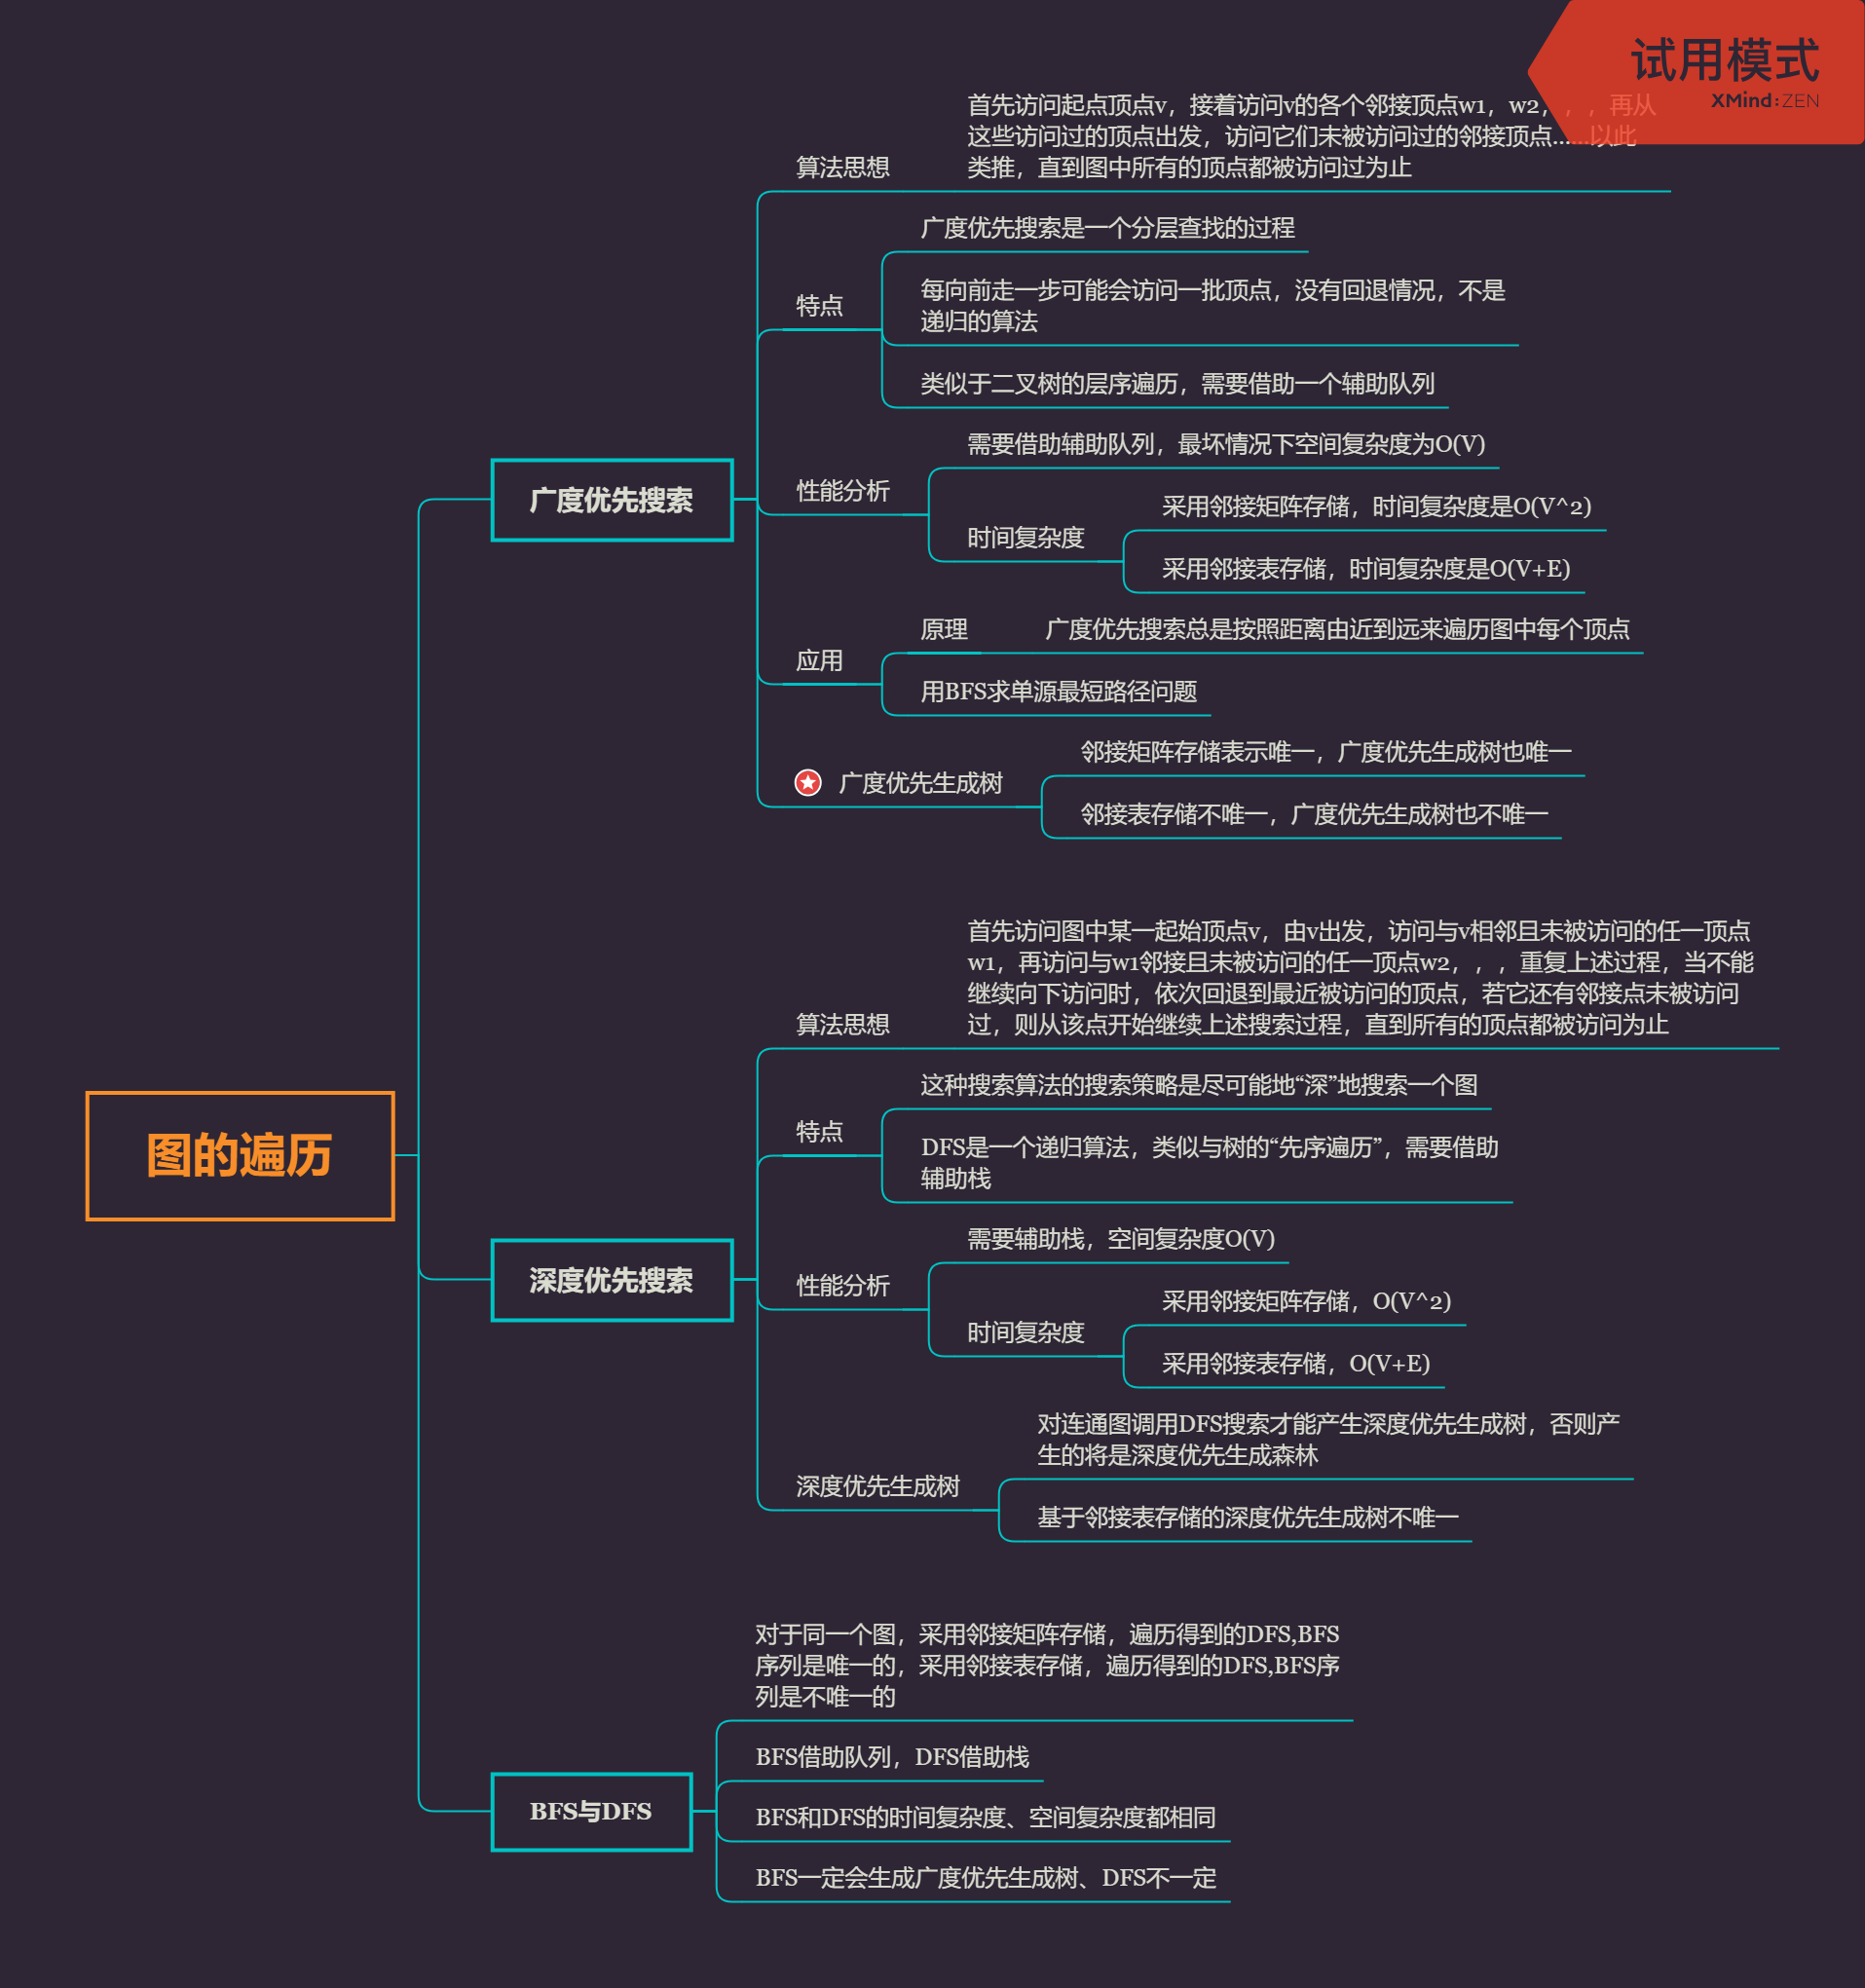 试用模式
XMind:ZEN
首先访问起点顶点v，接着访问v的各个邻接顶点w1，w2，，，再从
这些访问过的顶点出发，访问它们未被访问过的邻接顶点……以此
类推，直到图中所有的顶点都被访问过为止
算法思想
广度优先搜索是一个分层查找的过程
每向前走一步可能会访问一批顶点，没有回退情况，不是
递归的算法
特点
类似于二叉树的层序遍历，需要借助一个辅助队列
需要借助辅助队列，最坏情况下空间复杂度为O(V)
性能分析
广度优先搜索
采用邻接矩阵存储，时间复杂度是O(V^2)
时间复杂度
采用邻接表存储，时间复杂度是O(V+E)
原理
广度优先搜索总是按照距离由近到远来遍历图中每个顶点
应用
用BFS求单源最短路径问题
邻接矩阵存储表示唯一，广度优先生成树也唯一
广度优先生成树
邻接表存储不唯一，广度优先生成树也不唯一
首先访问图中某一起始顶点v，由v出发，访问与v相邻且未被访问的任一顶点
w1，再访问与w1邻接且未被访问的任一顶点w2，，，重复上述过程，当不能
继续向下访问时，依次回退到最近被访问的顶点，若它还有邻接点未被访问
过，则从该点开始继续上述搜索过程，直到所有的顶点都被访问为止
算法思想
这种搜索算法的搜索策略是尽可能地“深”地搜索一个图
特点
DFS是一个递归算法，类似与树的“先序遍历”，需要借助
辅助栈
图的遍历
需要辅助栈，空间复杂度O(V)
深度优先搜索
性能分析
采用邻接矩阵存储，O(V^2)
时间复杂度
采用邻接表存储，O(V+E)
对连通图调用DFS搜索才能产生深度优先生成树，否则产
生的将是深度优先生成森林
深度优先生成树
基于邻接表存储的深度优先生成树不唯一
对于同一个图，采用邻接矩阵存储，遍历得到的DFS,BFS
序列是唯一的，采用邻接表存储，遍历得到的DFS,BFS序
列是不唯一的
BFS借助队列，DFS借助栈
BFS与DFS
BFS和DFS的时间复杂度、空间复杂度都相同
BFS一定会生成广度优先生成树、DFS不一定